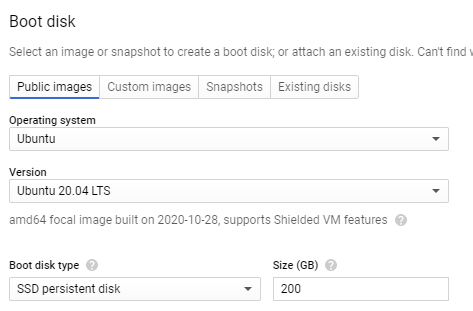 Boot disk
Select an image or snapshot to create a boot disk; or attach an existing disk. Can't find
Public images Custom images Snapshots Existing disks
Operating system
Ubuntu
Version
Ubuntu 20.04 LTS
amd64 focal image built on 2020-10-28, supports Shielded VM features ?
Boot disk type ? Size (GB) ?
SSD persistent disk 200